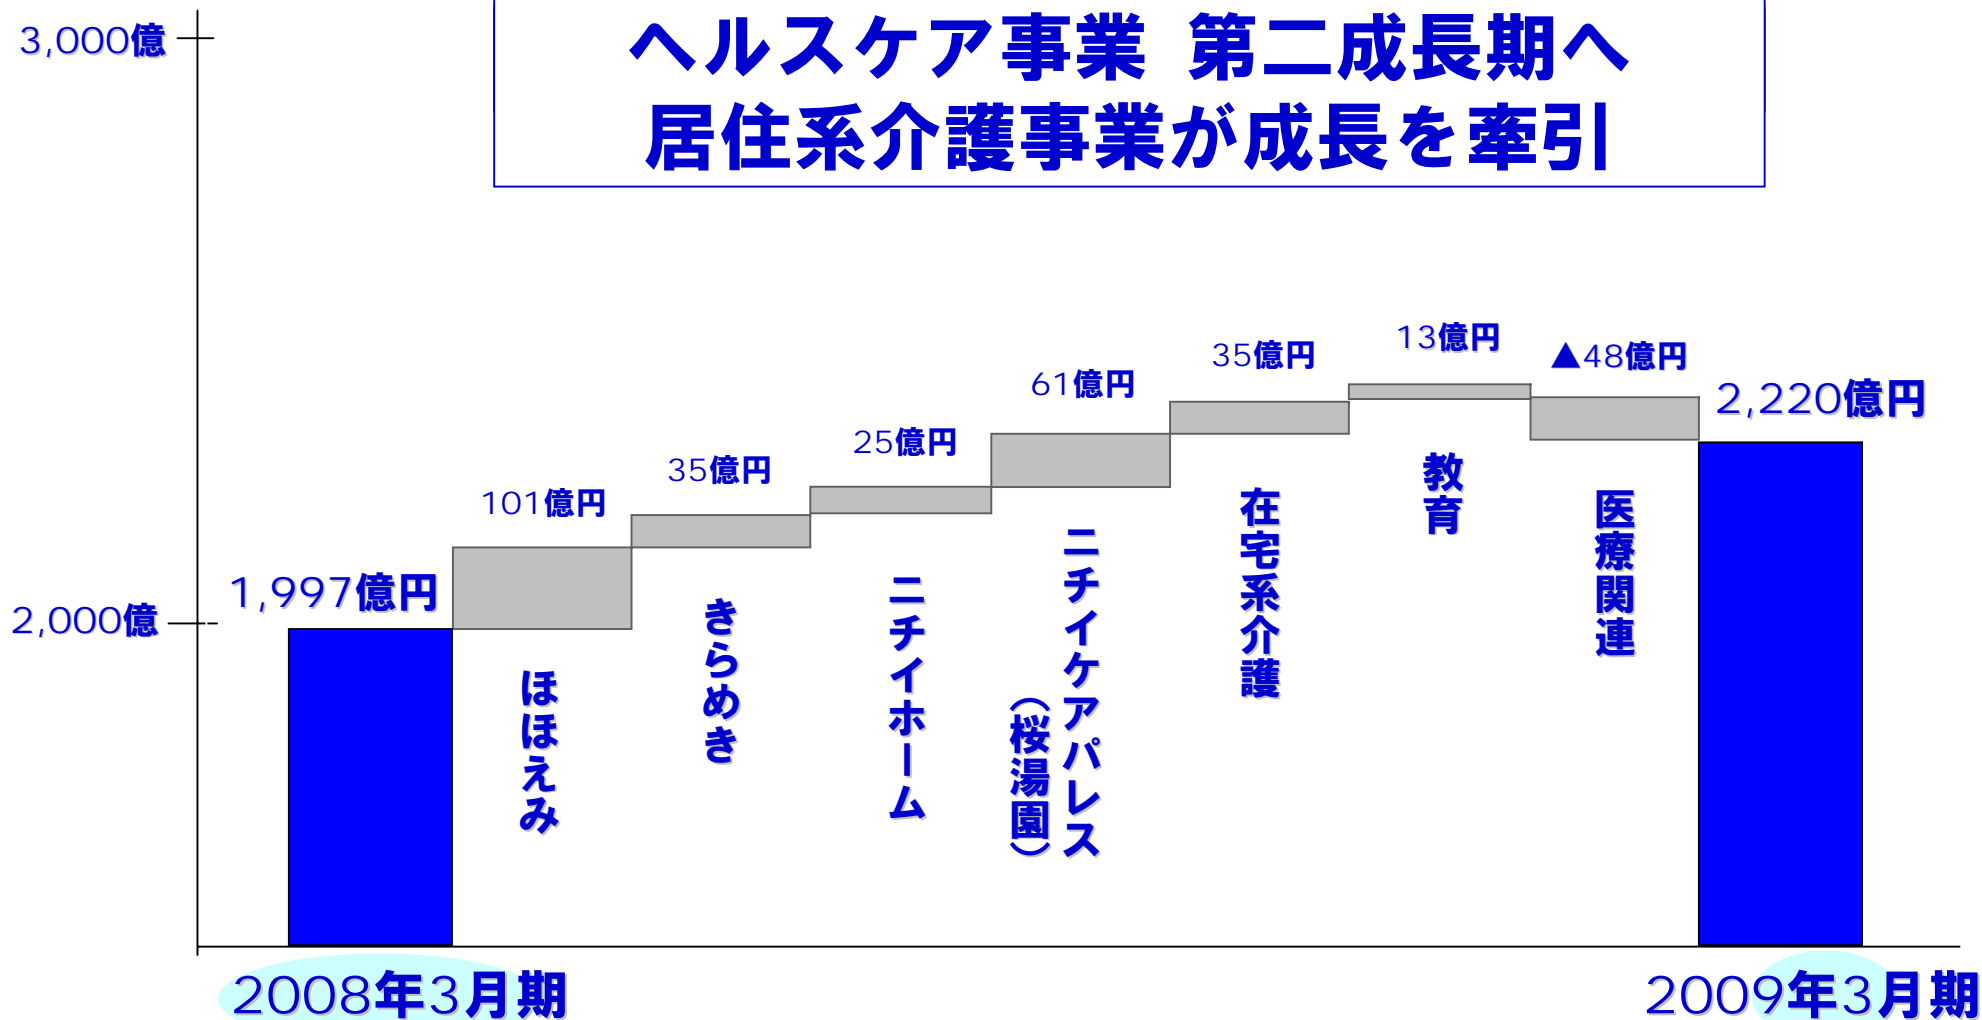 ヘルスケア事業 第二成長期へ
居住系介護事業が成長を牽引
3,000億
2,000億
1,997億円
101億円
35億円
25億円
61億円
35億円
13億円
▲48億円
2,220億円
ほほえみ
きらめき
ニチイホーム
ニチイケアパレス
（桜湯園）
在宅系介護
教育
医療関連
2008年3月期
2009年3月期